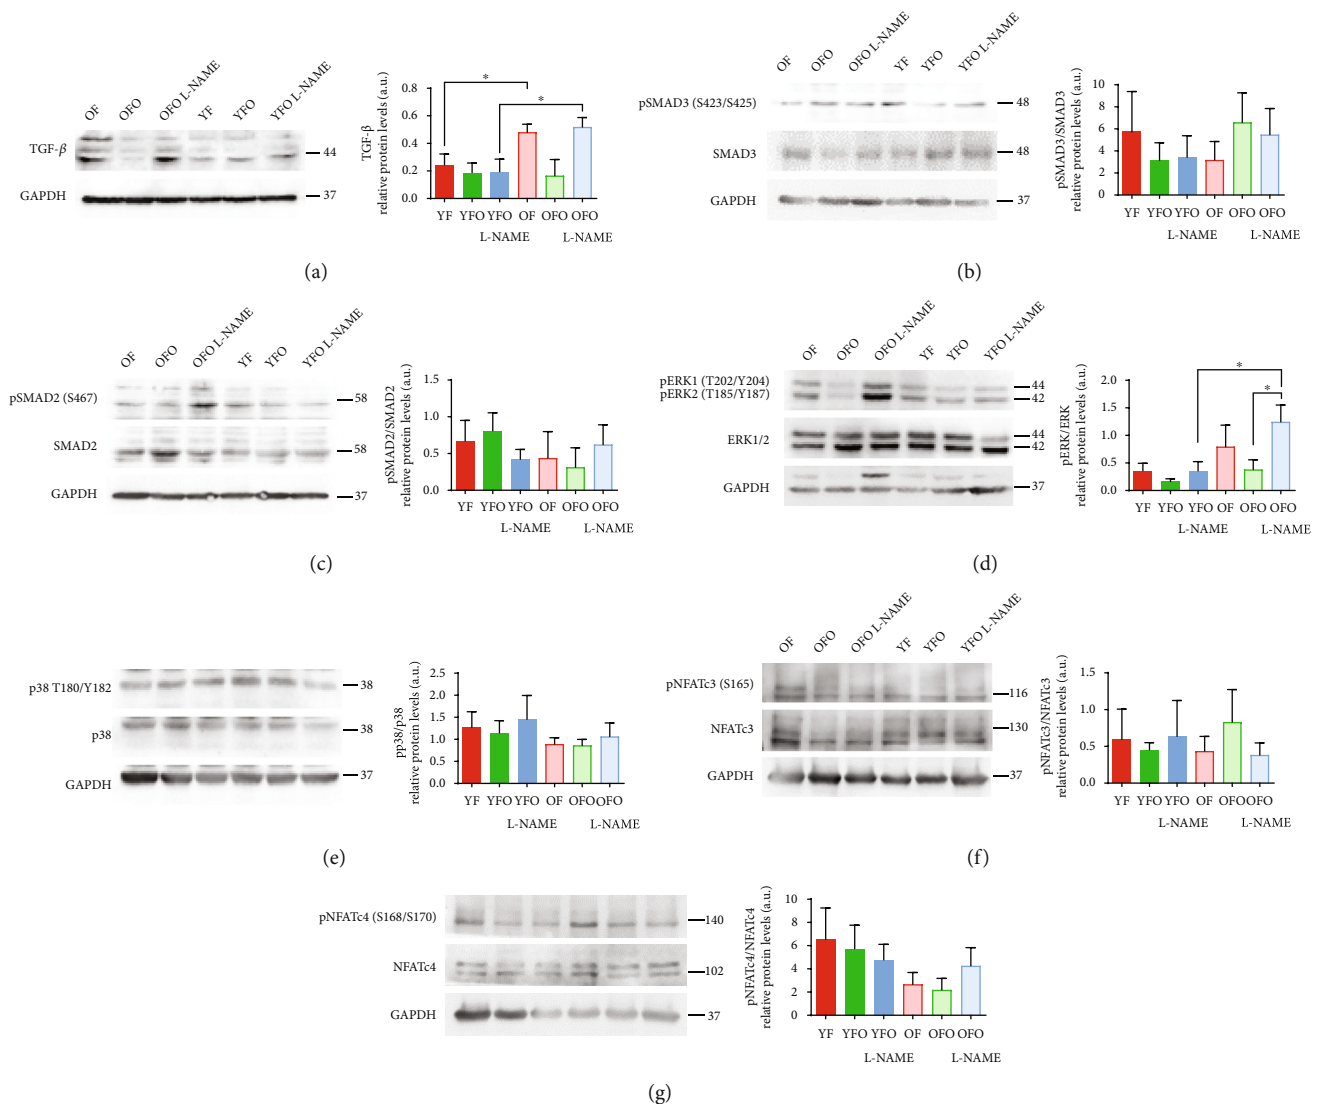 OF OFO OFO L-NAME YF YFO YFO L-NAME
TGF-β
44
GAPDH
37
TGF-β
relative protein levels (a.u.)
0.8
0.6
0.4
0.2
0.0
* *
YF YFO YFO OF OFO OFO
L-NAME L-NAME
(a)
OF OFO OFO L-NAME YF YFO YFO L-NAME
pSMAD3 (S423/S425)
48
SMAD3
48
GAPDH
37
pSMAD3/SMAD3
relative protein levels (a.u.)
10
8
6
4
2
0
YF YFO YFO OF OFO OFO
L-NAME L-NAME
(b)
OF OFO OFO L-NAME YF YFO YFO L-NAME
pSMAD2 (S467)
58
SMAD2
58
GAPDH
37
pSMAD2/SMAD2
relative protein levels (a.u.)
1.5
1.0
0.5
0.0
YF YFO YFO OF OFO OFO
L-NAME L-NAME
(c)
OF OFO OFO L-NAME YF YFO YFO L-NAME
pERK1 (T202/Y204)
pERK2 (T185/Y187)
44
42
ERK1/2
44
42
GAPDH
37
pERK/ERK
relative protein levels (a.u.)
2.0
1.5
1.0
0.5
0.0
*
*
YF YFO YFO OF OFO OFO
L-NAME L-NAME
(d)
p38 T180/Y182
38
p38
38
GAPDH
37
pp38/p38
relative protein levels (a.u.)
2.5
2.0
1.5
1.0
0.5
0.0
YF YFO YFO OF OFO OFO
L-NAME L-NAME
(e)
OF OFO OFO L-NAME YF YFO YFO L-NAME
pNFATc3 (S165)
116
NFATc3
130
GAPDH
37
pNFATc3/NFATc3
relative protein levels (a.u.)
1.5
1.0
0.5
0.0
YF YFO YFO OF OFO OFO
L-NAME L-NAME
(f)
pNFATc4 (S168/S170)
140
NFATc4
102
GAPDH
37
pNFATc4/NFATc4
relative protein levels (a.u.)
10
8
6
4
2
0
YF YFO YFO OF OFO OFO
L-NAME L-NAME
(g)